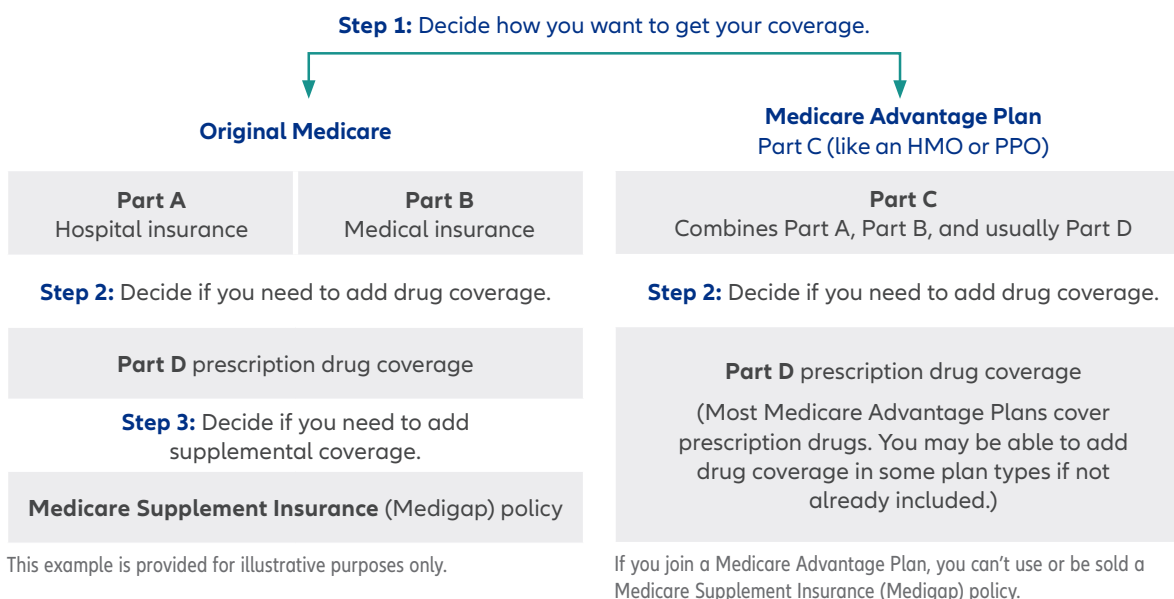 Step 1: Decide how you want to get your coverage.
Original Medicare
Part A
Hospital insurance
Part B
Medical insurance
Step 2: Decide if you need to add drug coverage.
Part D prescription drug coverage
Step 3: Decide if you need to add
supplemental coverage.
Medicare Supplement Insurance (Medigap) policy
This example is provided for illustrative purposes only.
Medicare Advantage Plan
Part C (like an HMO or PPO)
Part C
Combines Part A, Part B, and usually Part D
Step 2: Decide if you need to add drug coverage.
Part D prescription drug coverage
(Most Medicare Advantage Plans cover
prescription drugs. You may be able to add
drug coverage in some plan types if not
already included.)
If you join a Medicare Advantage Plan, you can't use or be sold a
Medicare Supplement Insurance (Medigap) policy.